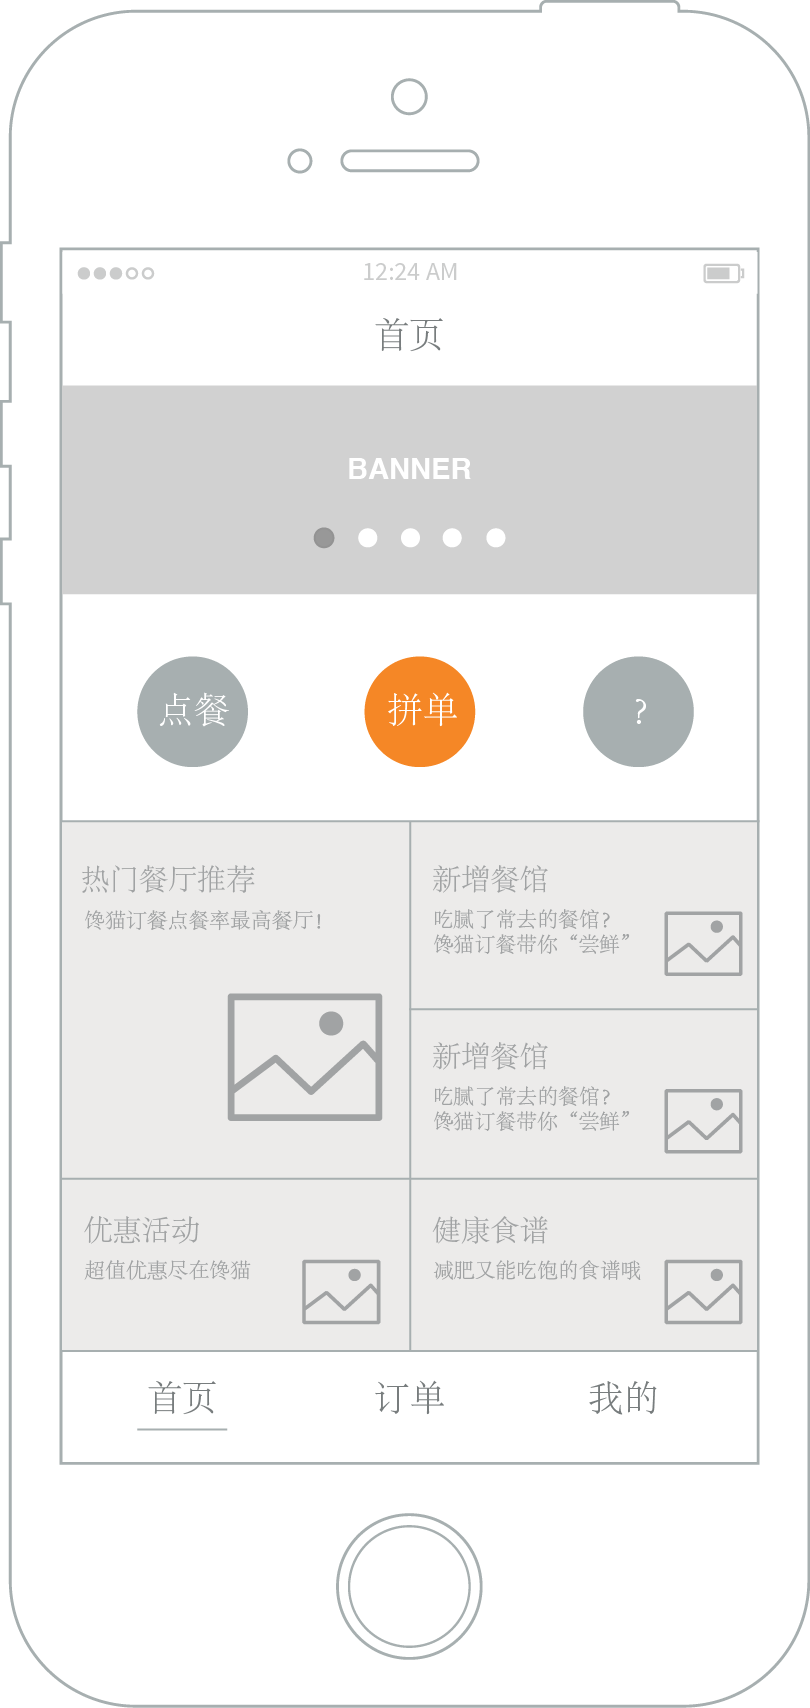 12:24 AM
首页
BANNER
点餐
拼单
?
热门餐厅推荐
馋猫订餐点餐率最高餐厅!
新增餐馆
吃腻了常去的餐馆?
馋猫订餐带你“尝鲜”
新增餐馆
吃腻了常去的餐馆?
馋猫订餐带你“尝鲜”
优惠活动
超值优惠尽在馋猫
健康食谱
减肥又能吃饱的食谱哦
首页
订单
我的